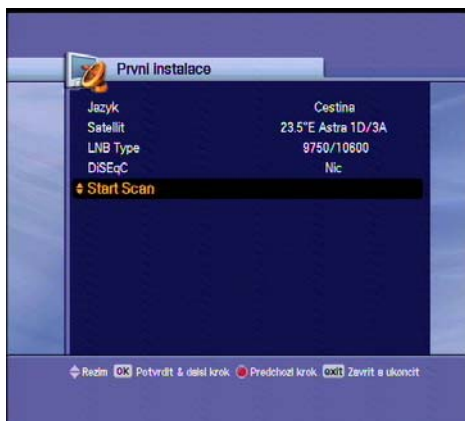 První instalace
Jazyk Cestina
Satellit 23.5"E Astra 1D/3A
LNB Type 9750/10600
DiSEqC Nic
Start Scan
Rezim OK Potvrdit & dalsi krok Predchozi krok exit Zavrit a ukoncit